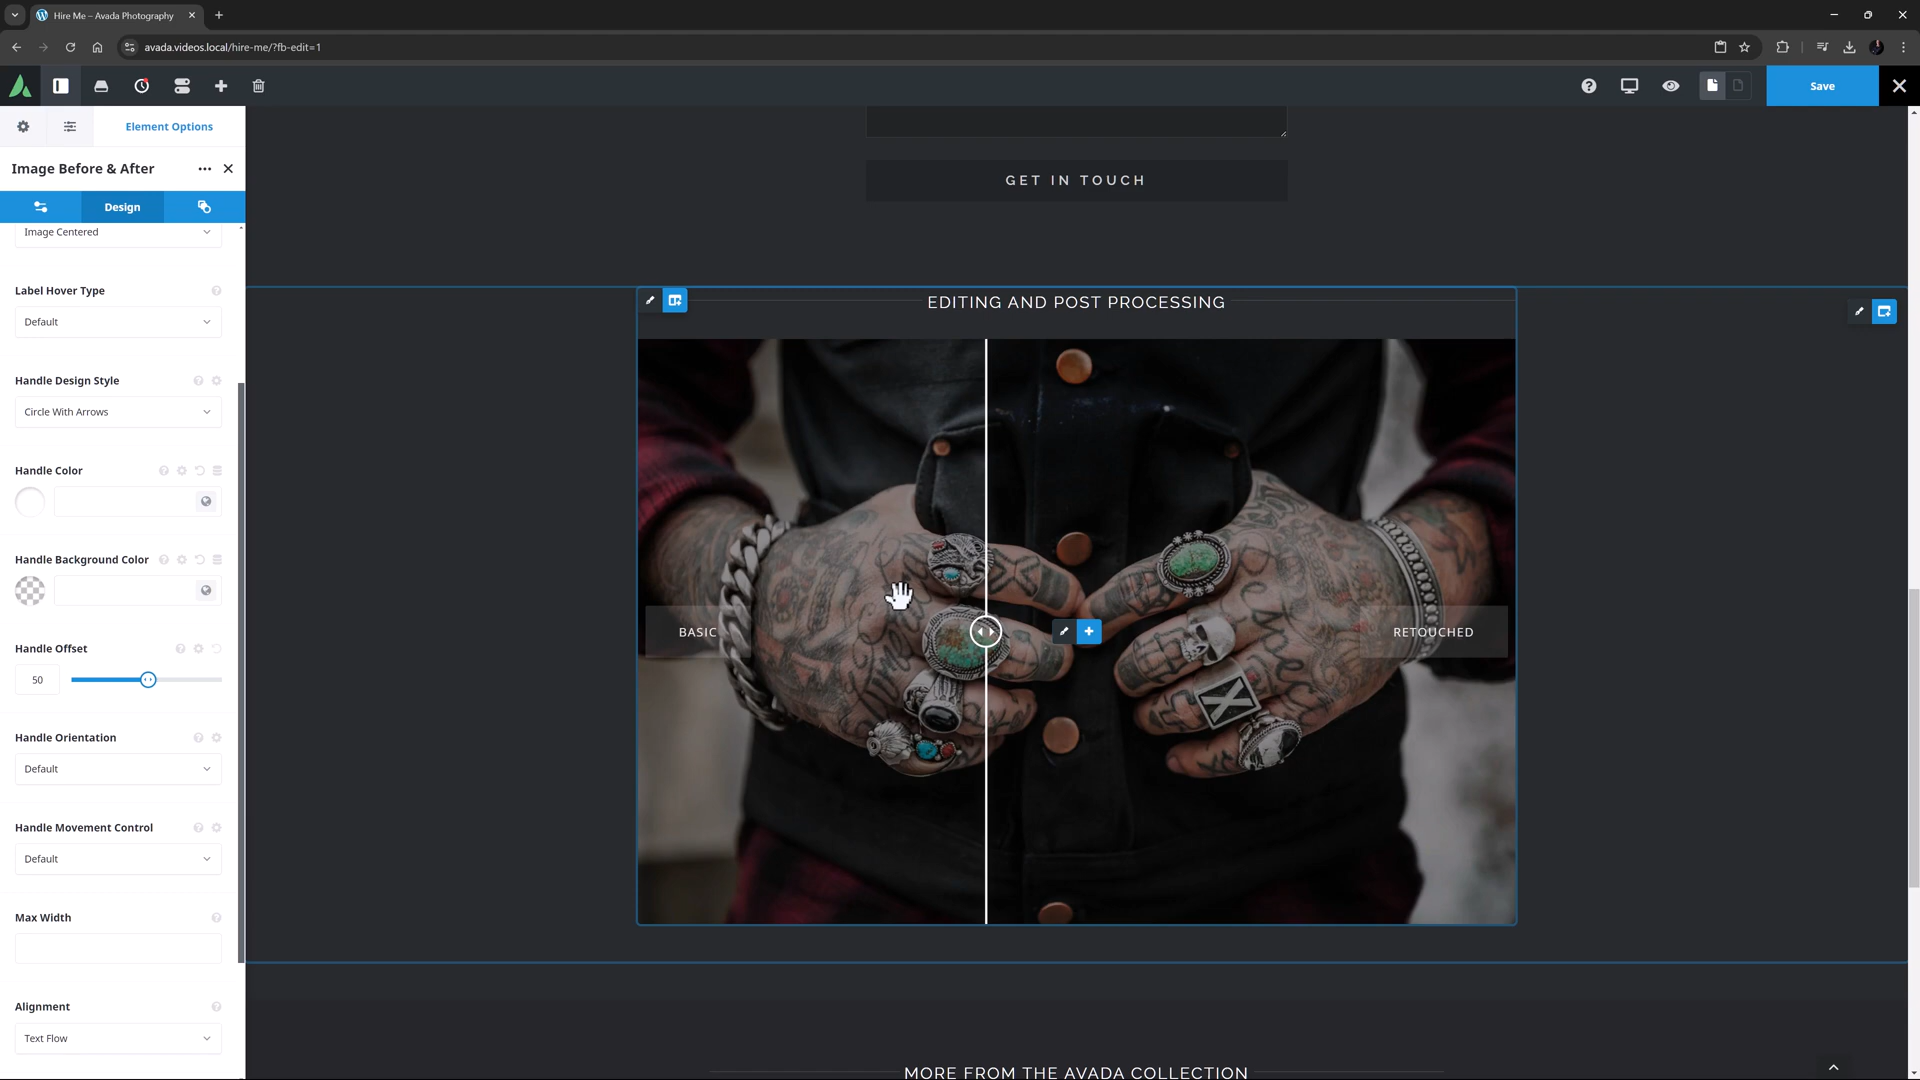 Hire Me – Avada Photography
avada.videos.local/hire-me/?fb-edit=1
Save
Element Options
Image Before & After
Design
Image Centered
Label Hover Type
Default
Handle Design Style
Circle With Arrows
Handle Color
Handle Background Color
Handle Offset
50
Handle Orientation
Default
Handle Movement Control
Default
Max Width
Alignment
Text Flow
GET IN TOUCH
EDITING AND POST PROCESSING
BASIC
RETOUCHED
MORE FROM THE AVADA COLLECTION